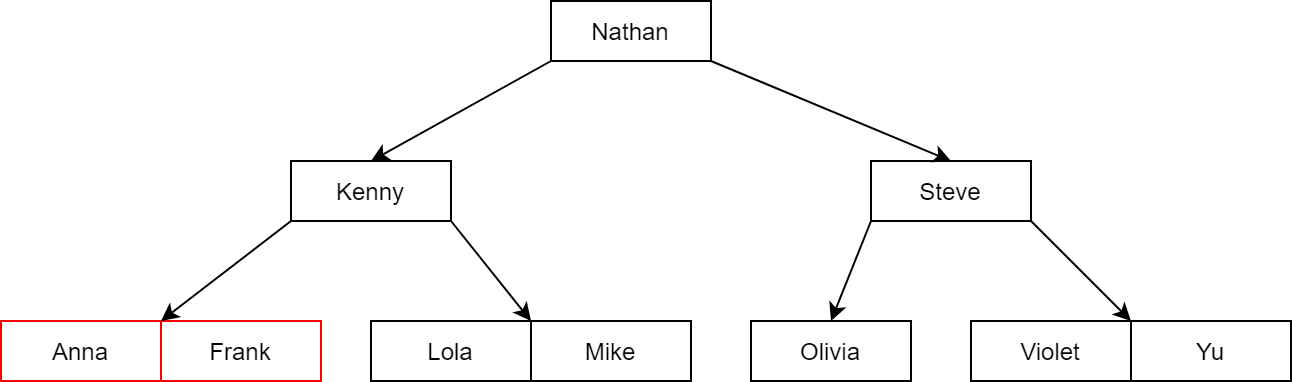 Nathan
Kenny
Steve
Anna
Frank
Lola
Mike
Olivia
Violet
Yu